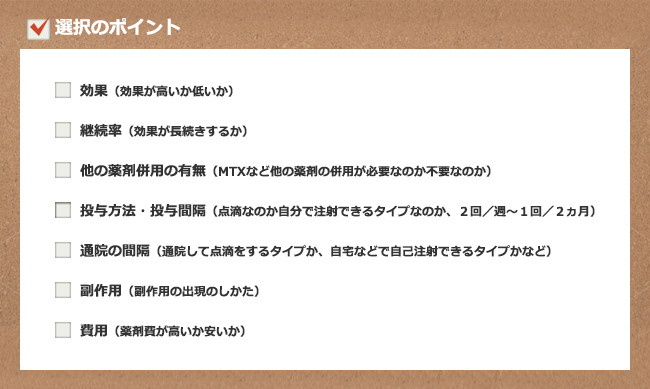 選択のポイント
効果（効果が高いか低いか）
継続率（効果が長続きするか）
他の薬剤併用の有無（MTXなど他の薬剤の併用が必要なのか不要なのか）
投与方法・投与間隔（点滴なのか自分で注射できるタイプなのか、２回／週～１回／２ヵ月）
通院の間隔（通院して点滴をするタイプか、自宅などで自己注射できるタイプかなど）
副作用（副作用の出現のしかた）
費用（薬剤費が高いか安いか）